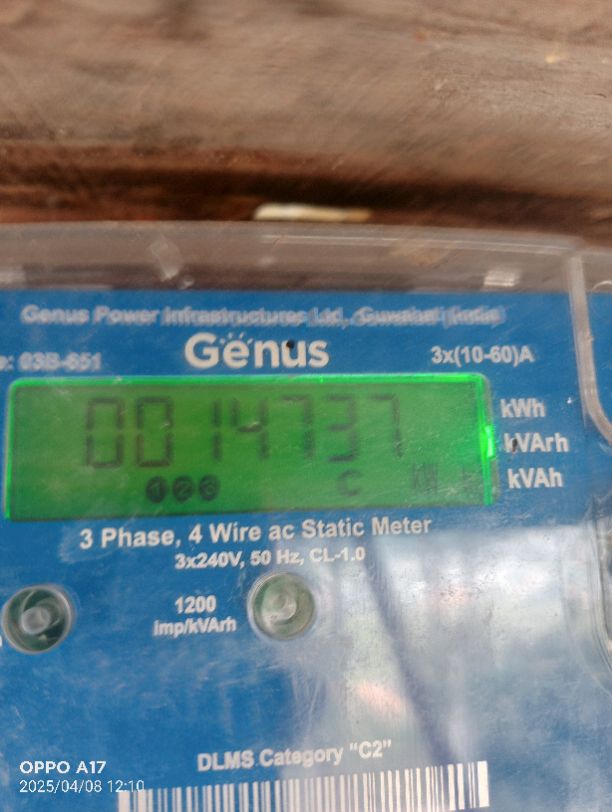 Genus Power Infrastructures Ltd., Guwahati (India)
Genus
: 03B-651
3x(10-60)A
0014737
kWh
kVArh
kVAh
C
kW h
3 Phase, 4 Wire ac Static Meter
3x240V, 50 Hz, CL-1.0
1200
imp/kVArh
DLMS Category “C2”
OPPO A17
2025/04/08 12:10